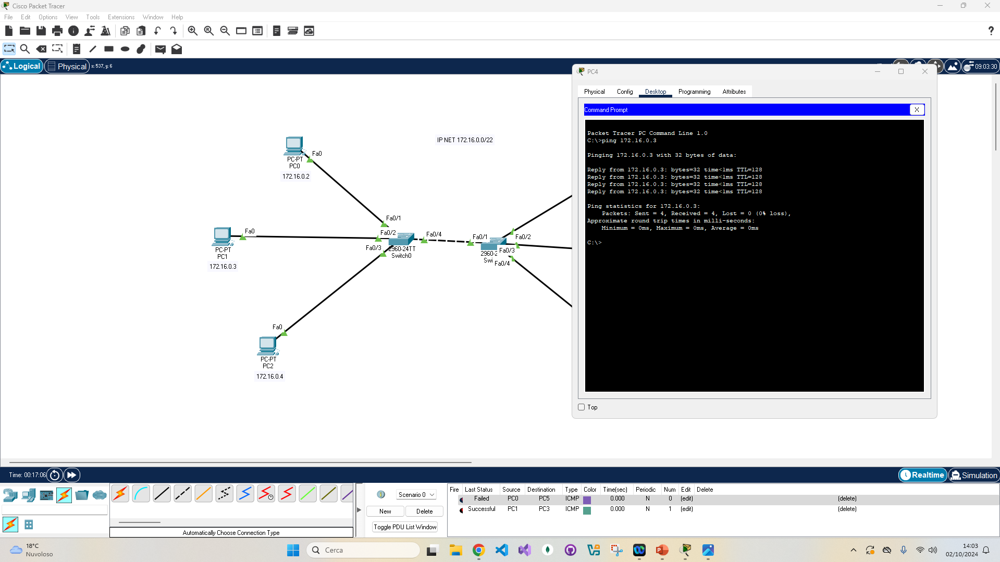 Cisco Packet Tracer
File Edit Options View Tools Extensions Window Help
Logical Physical x: 537, y: 6
09:03:30
IP NET 172.16.0.0/22
Fa0
PC-PT
PC0
172.16.0.2
Fa0/1
Fa0
Fa0/2
Fa0/4
Fa0/1
Fa0/2
Fa0/3
2960-24TT
Switch0
Fa0/3
2960-2
Swi
Fa0/4
PC-PT
PC1
172.16.0.3
Fa0
PC-PT
PC2
172.16.0.4
PC4
Physical Config Desktop Programming Attributes
Command Prompt
X
Packet Tracer PC Command Line 1.0
C:\>ping 172.16.0.3
Pinging 172.16.0.3 with 32 bytes of data:
Reply from 172.16.0.3: bytes=32 time<1ms TTL=128
Reply from 172.16.0.3: bytes=32 time<1ms TTL=128
Reply from 172.16.0.3: bytes=32 time<1ms TTL=128
Reply from 172.16.0.3: bytes=32 time<1ms TTL=128
Ping statistics for 172.16.0.3:
Packets: Sent = 4, Received = 4, Lost = 0 (0% loss),
Approximate round trip times in milli-seconds:
Minimum = 0ms, Maximum = 0ms, Average = 0ms
C:\>
Top
Time: 00:17:06
Realtime Simulation
Scenario 0
New Delete
Toggle PDU List Window
Automatically Choose Connection Type
Fire Last Status Source Destination Type Color Time(sec) Periodic Num Edit Delete
Failed PC0 PC5 ICMP 0.000 N 0 (edit) (delete)
Successful PC1 PC3 ICMP 0.000 N 1 (edit) (delete)
18°C
Nuvoloso
Cerca
14:03
02/10/2024